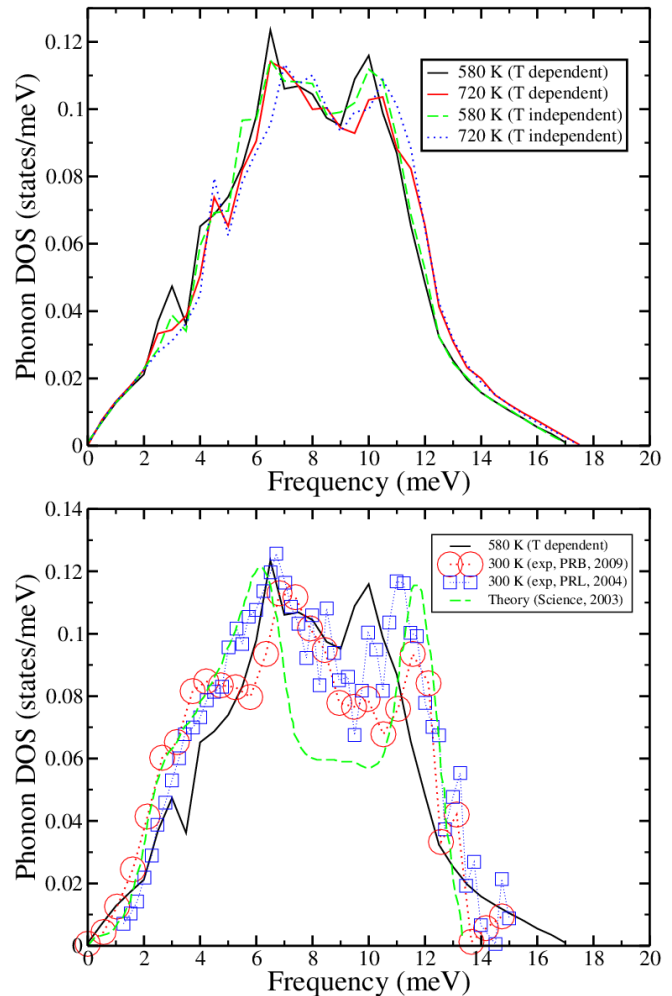 0.12
0.1
0.08
0.06
0.04
0.02
0
Phonon DOS (states/meV)
580 K (T dependent)
720 K (T dependent)
580 K (T independent)
720 K (T independent)
0 2 4 6 8 10 12 14 16 18 20
Frequency (meV)
0.14
0.12
0.1
0.08
0.06
0.04
0.02
0
Phonon DOS (states/meV)
580 K (T dependent)
300 K (exp, PRB, 2009)
300 K (exp, PRL, 2004)
Theory (Science, 2003)
0 2 4 6 8 10 12 14 16 18 20
Frequency (meV)